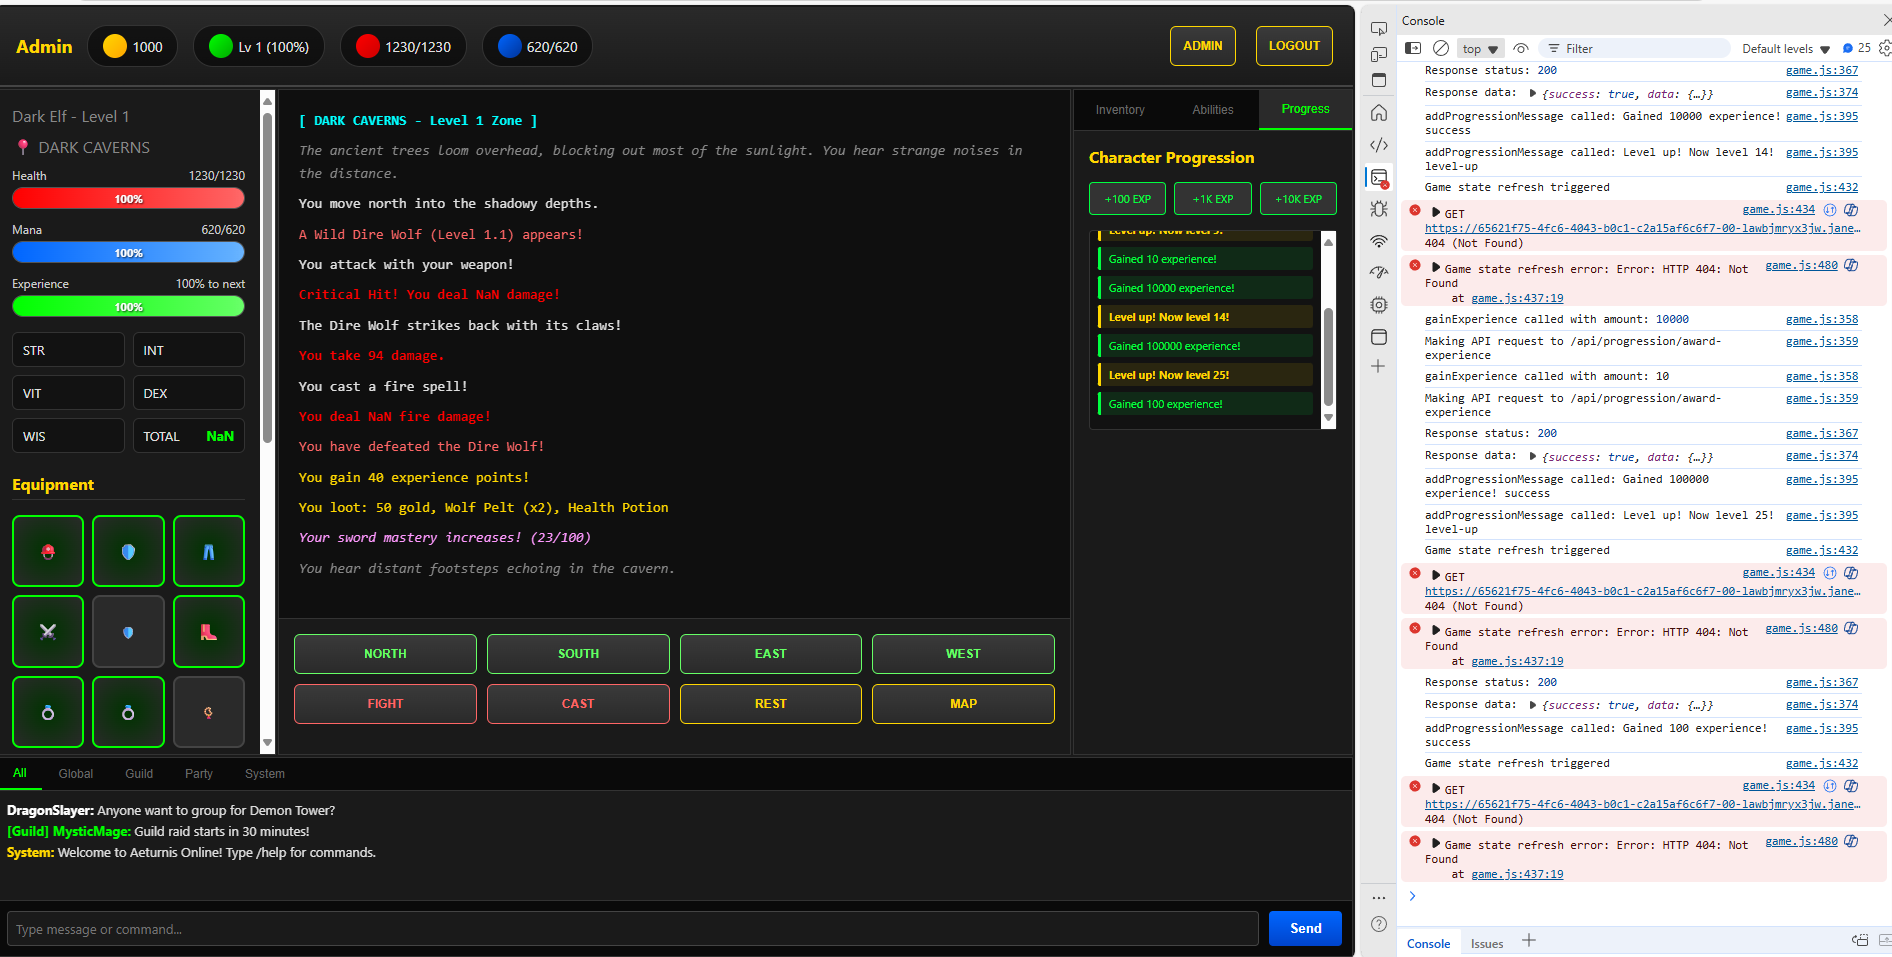 Admin
1000
Lv 1 (100%)
1230/1230
620/620
ADMIN
LOGOUT
Dark Elf - Level 1
DARK CAVERNS
Health 1230/1230
100%
Mana 620/620
100%
Experience 100% to next
100%
STR INT
VIT DEX
WIS TOTAL NaN
Equipment
[ DARK CAVERNS - Level 1 Zone ]
The ancient trees loom overhead, blocking out most of the sunlight. You hear strange noises in
the distance.
You move north into the shadowy depths.
A Wild Dire Wolf (Level 1.1) appears!
You attack with your weapon!
Critical Hit! You deal NaN damage!
The Dire Wolf strikes back with its claws!
You take 94 damage.
You cast a fire spell!
You deal NaN fire damage!
You have defeated the Dire Wolf!
You gain 40 experience points!
You loot: 50 gold, Wolf Pelt (x2), Health Potion
Your sword mastery increases! (23/100)
You hear distant footsteps echoing in the cavern.
NORTH SOUTH EAST WEST
FIGHT CAST REST MAP
Inventory Abilities Progress
Character Progression
+100 EXP +1K EXP +10K EXP
Level up! Now level 9!
Gained 10 experience!
Gained 10000 experience!
Level up! Now level 14!
Gained 100000 experience!
Level up! Now level 25!
Gained 100 experience!
All Global Guild Party System
DragonSlayer: Anyone want to group for Demon Tower?
[Guild] MysticMage: Guild raid starts in 30 minutes!
System: Welcome to Aeturnis Online! Type /help for commands.
Type message or command...
Send
Console
top Filter Default levels 25
Response status: 200 game.js:367
Response data: {success: true, data: {…}} game.js:374
addProgressionMessage called: Gained 10000 experience! game.js:395
success
addProgressionMessage called: Level up! Now level 14! game.js:395
level-up
Game state refresh triggered game.js:432
GET game.js:434
https://65621f75-4fc6-4043-b0c1-c2a15af6c6f7-00-lawbjmryx3jw.jane…
404 (Not Found)
Game state refresh error: Error: HTTP 404: Not game.js:480
Found
at game.js:437:19
gainExperience called with amount: 10000 game.js:358
Making API request to /api/progression/award- game.js:359
experience
gainExperience called with amount: 10 game.js:358
Making API request to /api/progression/award- game.js:359
experience
Response status: 200 game.js:367
Response data: {success: true, data: {…}} game.js:374
addProgressionMessage called: Gained 100000 game.js:395
experience! success
addProgressionMessage called: Level up! Now level 25! game.js:395
level-up
Game state refresh triggered game.js:432
GET game.js:434
https://65621f75-4fc6-4043-b0c1-c2a15af6c6f7-00-lawbjmryx3jw.jane…
404 (Not Found)
Game state refresh error: Error: HTTP 404: Not game.js:480
Found
at game.js:437:19
Response status: 200 game.js:367
Response data: {success: true, data: {…}} game.js:374
addProgressionMessage called: Gained 100 experience! game.js:395
success
Game state refresh triggered game.js:432
GET game.js:434
https://65621f75-4fc6-4043-b0c1-c2a15af6c6f7-00-lawbjmryx3jw.jane…
404 (Not Found)
Game state refresh error: Error: HTTP 404: Not game.js:480
Found
at game.js:437:19
Console Issues